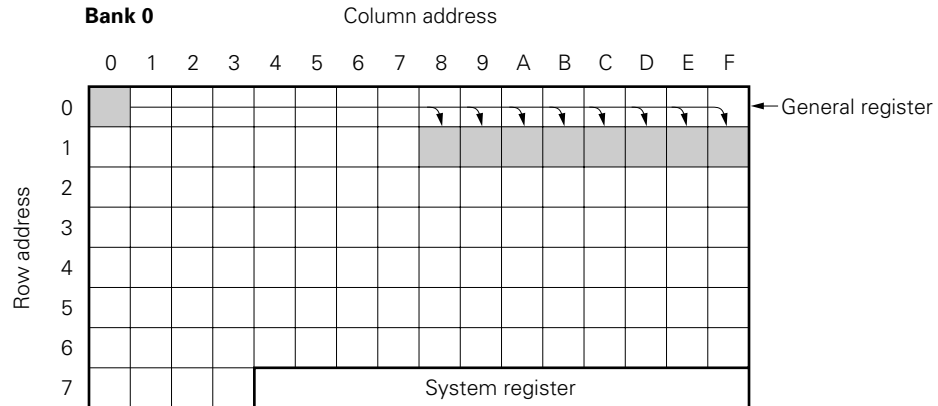 Bank 0 Column address
0 1 2 3 4 5 6 7 8 9 A B C D E F
0 General register
1
2
3
4
5
6
7 System register
Row address